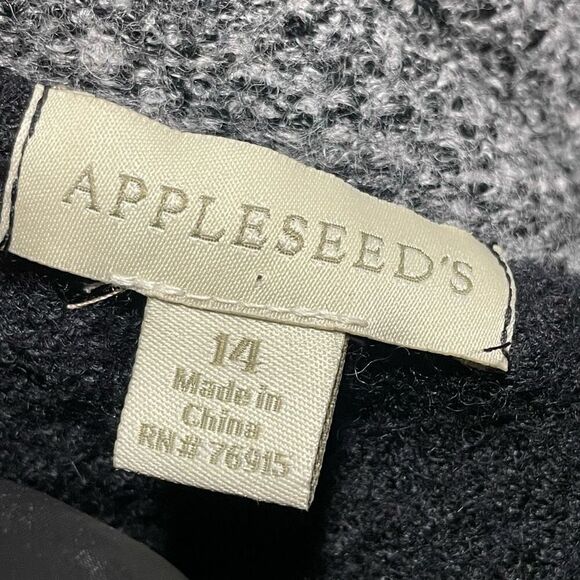 APPLESEED'S
14
Made in
China
RN# 76915